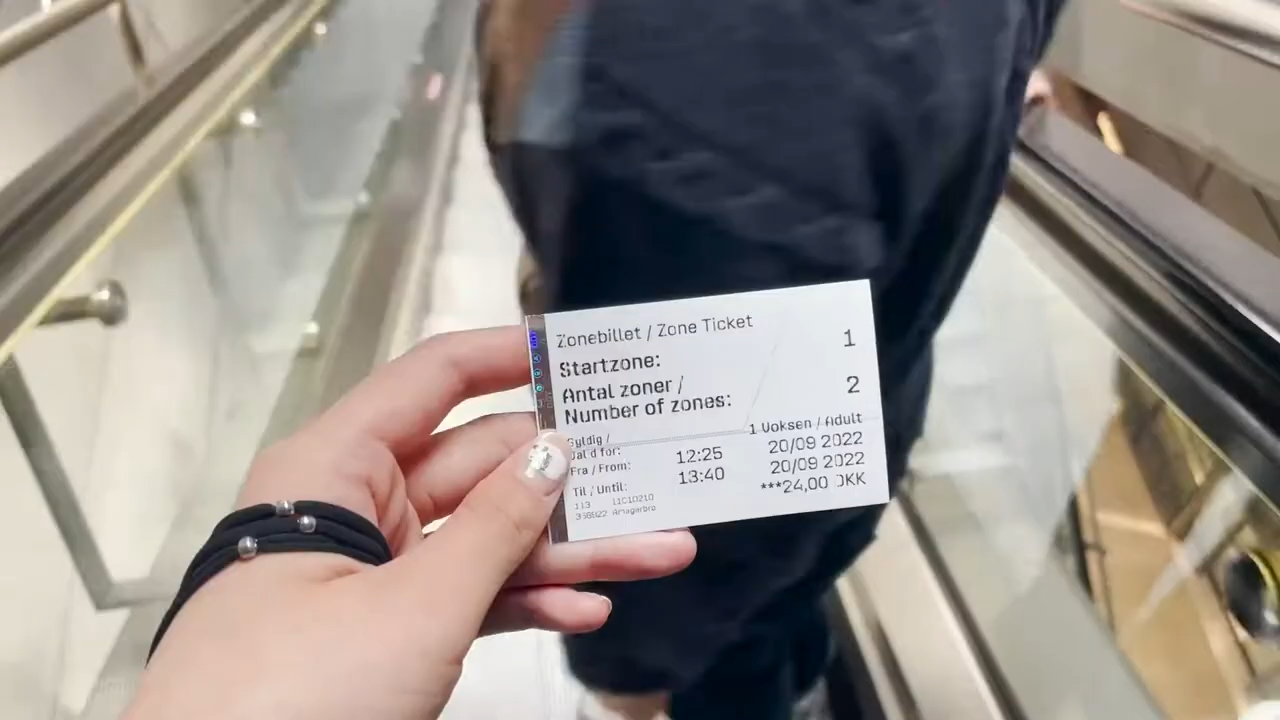 Zonebillet / Zone Ticket
Startzone: 1
Antal zoner /
Number of zones: 2
Gyldig / 1 Voksen / Adult
Valid for:
Fra / From: 12:25 20/09 2022
Til / Until: 13:40 20/09 2022
***24,00 DKK
113
Amagerbro